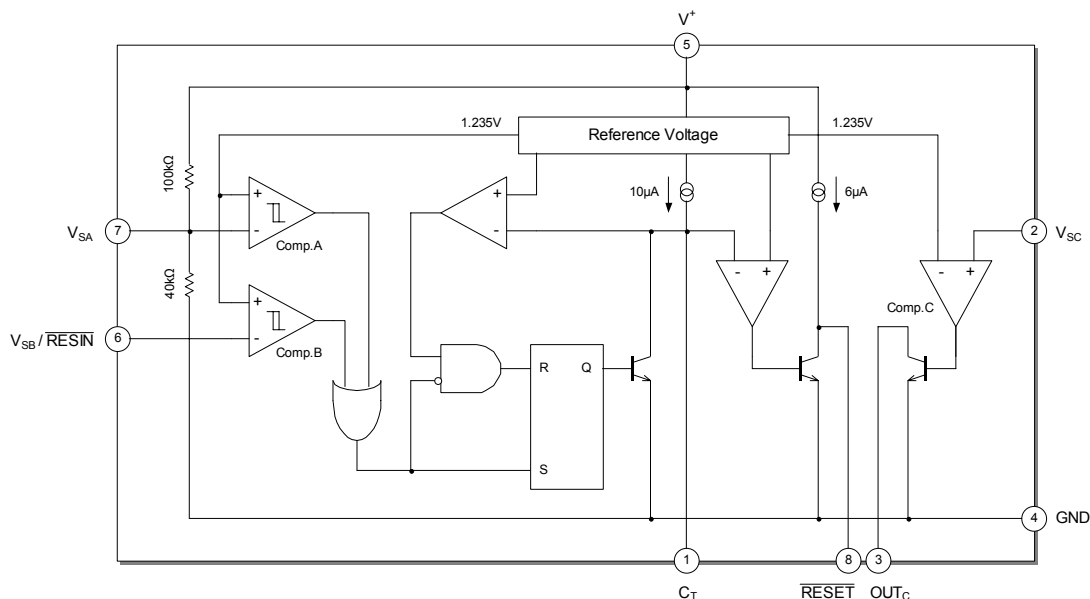 V+
5
1.235V
Reference Voltage
1.235V
100kΩ
10µA
6µA
+
-
Comp.A
+
-
VSA
7
-
+
-
+
2
VSC
40kΩ
Comp.C
+
-
Comp.B
VSB / RESIN
6
R
Q
S
4
GND
1
8
3
CT
RESET
OUTC